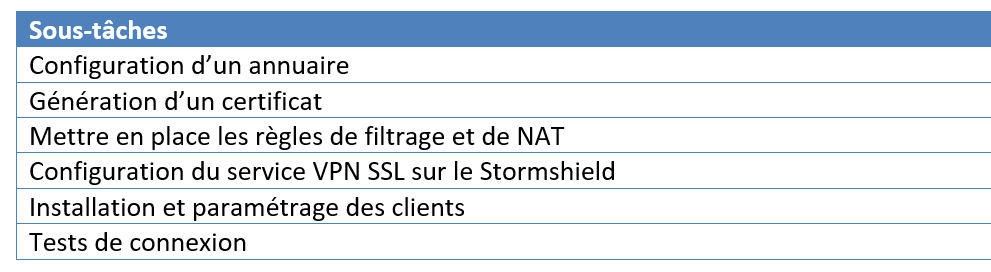 Sous-tâches
Configuration d’un annuaire
Génération d’un certificat
Mettre en place les règles de filtrage et de NAT
Configuration du service VPN SSL sur le Stormshield
Installation et paramétrage des clients
Tests de connexion